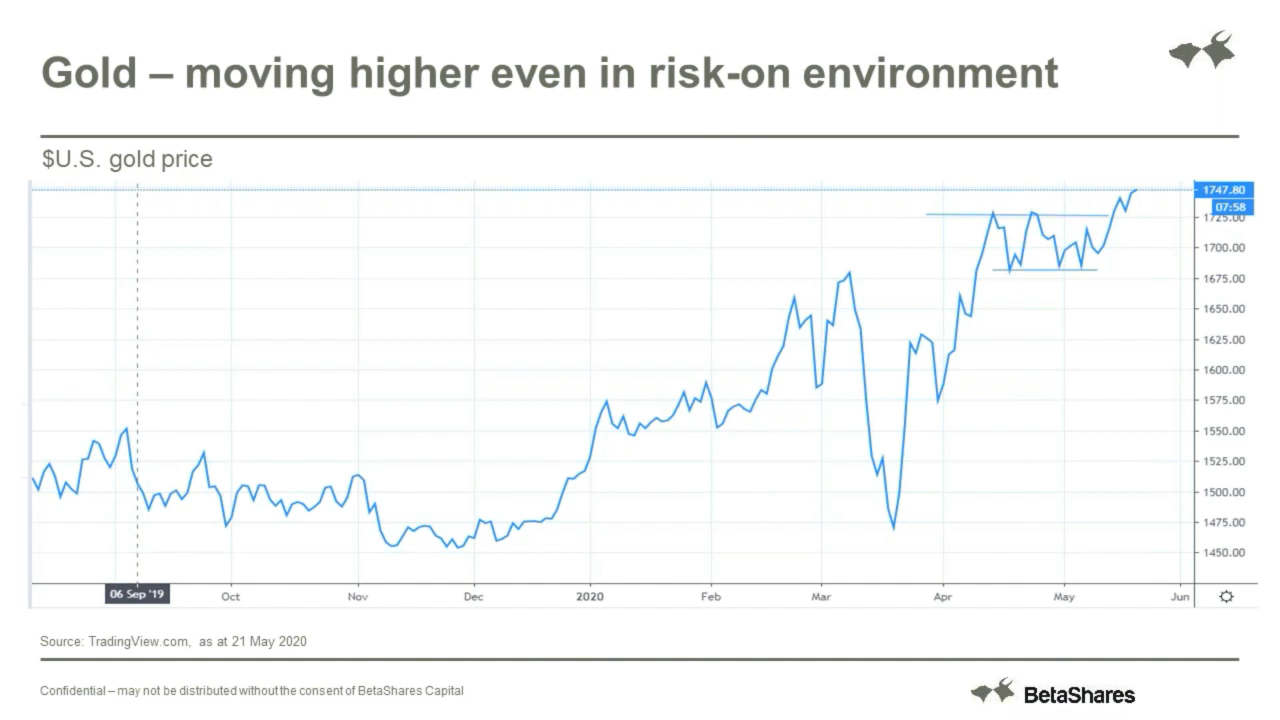 Gold – moving higher even in risk-on environment
$U.S. gold price
1747.80
07:58
1725.00
1700.00
1675.00
1650.00
1625.00
1600.00
1575.00
1550.00
1525.00
1500.00
1475.00
1450.00
06 Sep '19 Oct Nov Dec 2020 Feb Mar Apr May Jun
Source: TradingView.com, as at 21 May 2020
Confidential – may not be distributed without the consent of BetaShares Capital
BetaShares